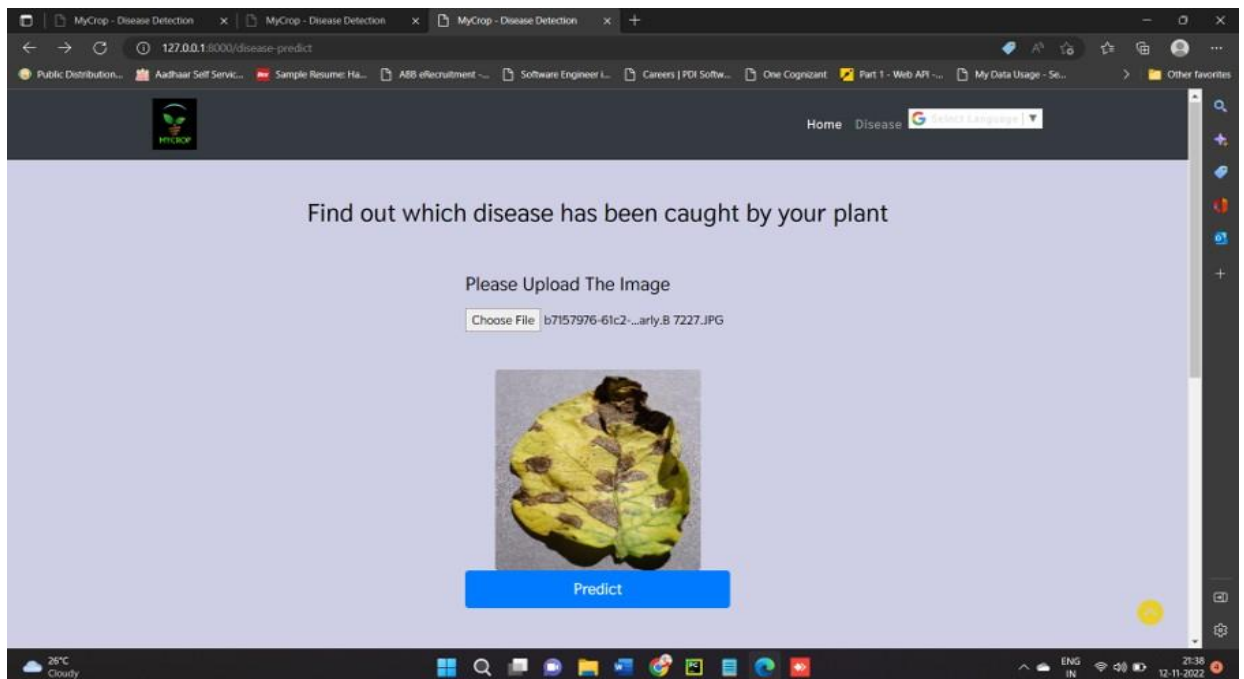 MyCrop - Disease Detection
MyCrop - Disease Detection
MyCrop - Disease Detection
127.0.0.1:8000/disease-predict
Public Distribution... Aadhaar Self Servic... Sample Resume: Ha... ABB eRecruitment -... Software Engineer i... Careers | PDI Softw... One Cognizant Part 1 - Web API -... My Data Usage - Se... Other favorites
MYCROP
Home Disease Select Language ▼
Find out which disease has been caught by your plant
Please Upload The Image
Choose File b7157976-61c2-...arly.B 7227.JPG
Predict
26°C
Cloudy
ENG
IN
21:38
12-11-2022
4